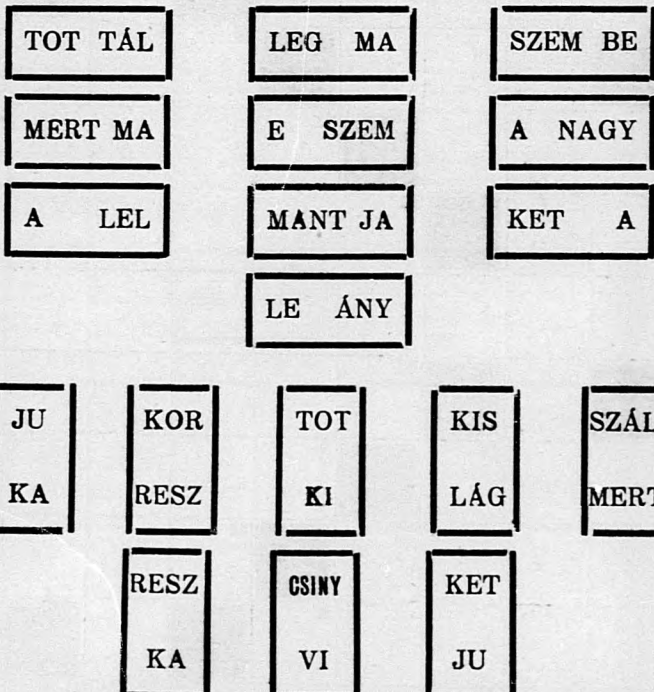 TOT TÁL LEG MA SZEM BE
MERT MA E SZEM A NAGY
A LEL MANT JA KET A
LE ÁNY
JU KOR TOT KIS SZÁL
KA RESZ KI LÁG MERT
RESZ CSINY KET
KA VI JU